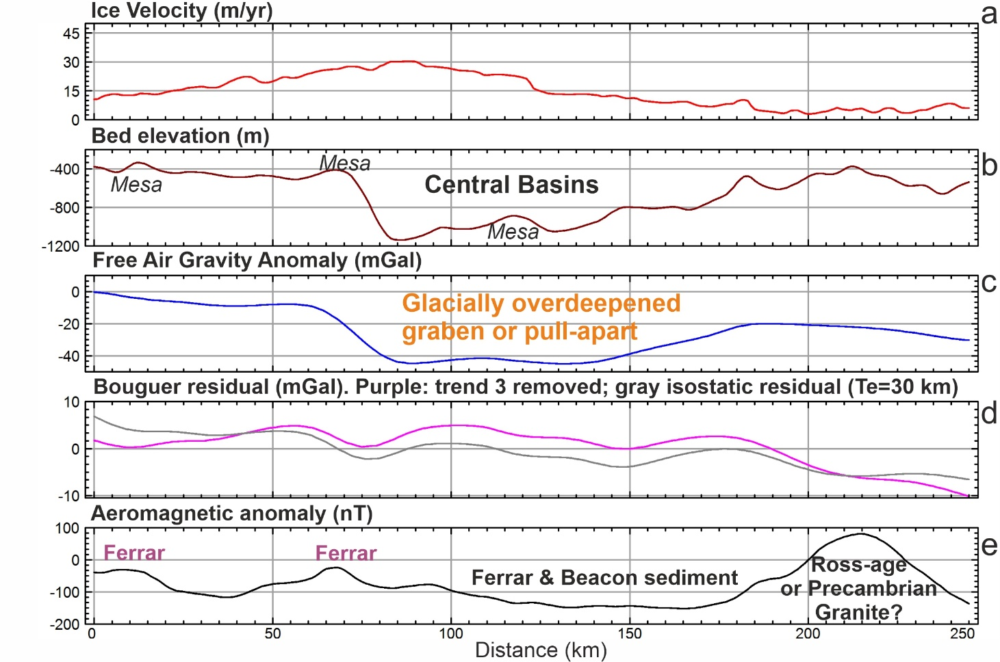 Ice Velocity (m/yr)
a
45
30
15
0
Bed elevation (m)
b
-400
-800
-1200
Mesa
Mesa
Central Basins
Mesa
Free Air Gravity Anomaly (mGal)
c
0
-20
-40
Glacially overdeepened
graben or pull-apart
Bouguer residual (mGal). Purple: trend 3 removed; gray isostatic residual (Te=30 km)
d
10
0
-10
Aeromagnetic anomaly (nT)
e
100
0
-100
-200
Ferrar
Ferrar
Ferrar & Beacon sediment
Ross-age
or Precambrian
Granite?
0 50 100 150 200 250
Distance (km)